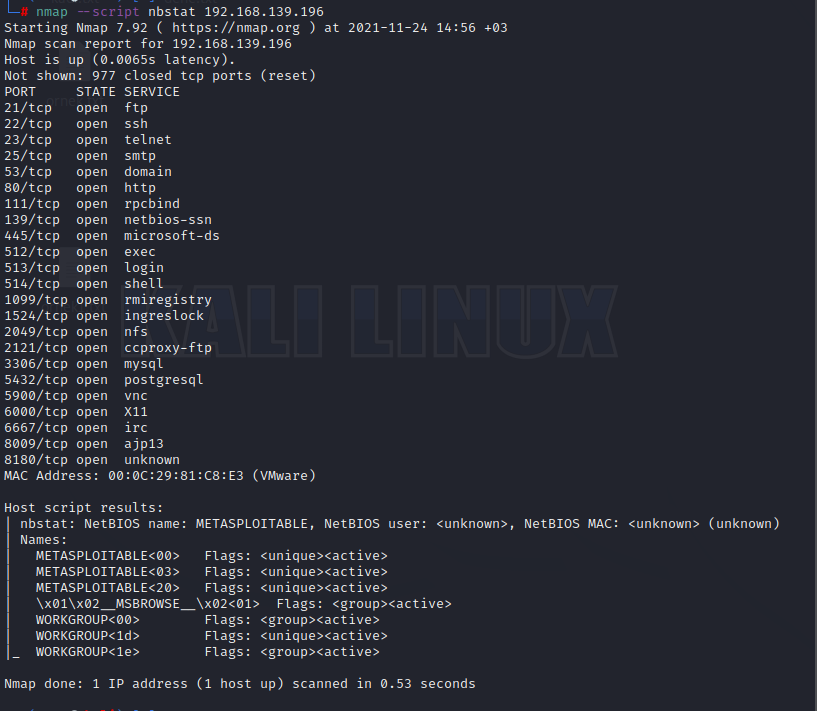 # nmap --script nbstat 192.168.139.196
Starting Nmap 7.92 ( https://nmap.org ) at 2021-11-24 14:56 +03
Nmap scan report for 192.168.139.196
Host is up (0.0065s latency).
Not shown: 977 closed tcp ports (reset)
PORT     STATE SERVICE
21/tcp   open  ftp
22/tcp   open  ssh
23/tcp   open  telnet
25/tcp   open  smtp
53/tcp   open  domain
80/tcp   open  http
111/tcp  open  rpcbind
139/tcp  open  netbios-ssn
445/tcp  open  microsoft-ds
512/tcp  open  exec
513/tcp  open  login
514/tcp  open  shell
1099/tcp open  rmiregistry
1524/tcp open  ingreslock
2049/tcp open  nfs
2121/tcp open  ccproxy-ftp
3306/tcp open  mysql
5432/tcp open  postgresql
5900/tcp open  vnc
6000/tcp open  X11
6667/tcp open  irc
8009/tcp open  ajp13
8180/tcp open  unknown
MAC Address: 00:0C:29:81:C8:E3 (VMware)
Host script results:
| nbstat: NetBIOS name: METASPLOITABLE, NetBIOS user: <unknown>, NetBIOS MAC: <unknown> (unknown)
| Names:
|   METASPLOITABLE<00>   Flags: <unique><active>
|   METASPLOITABLE<03>   Flags: <unique><active>
|   METASPLOITABLE<20>   Flags: <unique><active>
|   \x01\x02__MSBROWSE__\x02<01>  Flags: <group><active>
|   WORKGROUP<00>        Flags: <group><active>
|   WORKGROUP<1d>        Flags: <unique><active>
|_  WORKGROUP<1e>        Flags: <group><active>
Nmap done: 1 IP address (1 host up) scanned in 0.53 seconds
KALI LINUX